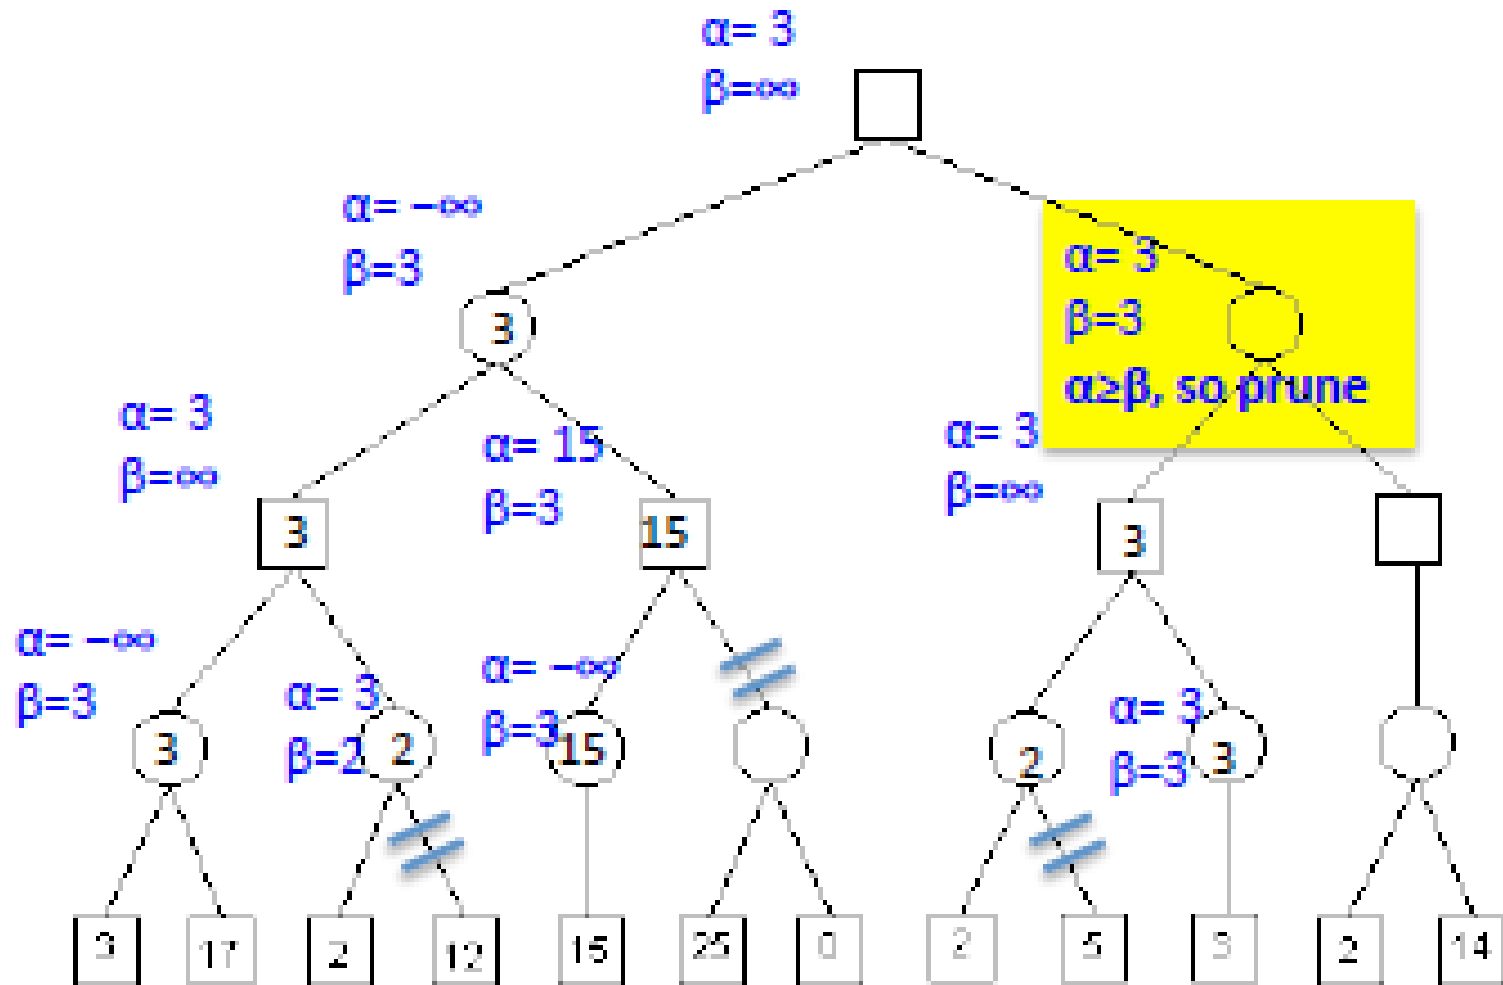 α= 3
β=∞
α= −∞
β=3
3
α= 3
β=3
α≥β, so prune
α= 3
β=∞
3
α= 15
β=3
15
α= 3
β=∞
3
α= −∞
β=3
3
α= 3
β=2
2
α= −∞
β=3
15
2
α= 3
β=3
3
3
17
2
12
15
25
0
2
5
3
2
14